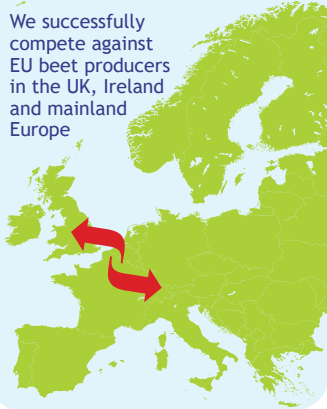 We successfully
compete against
EU beet producers
in the UK, Ireland
and mainland
Europe